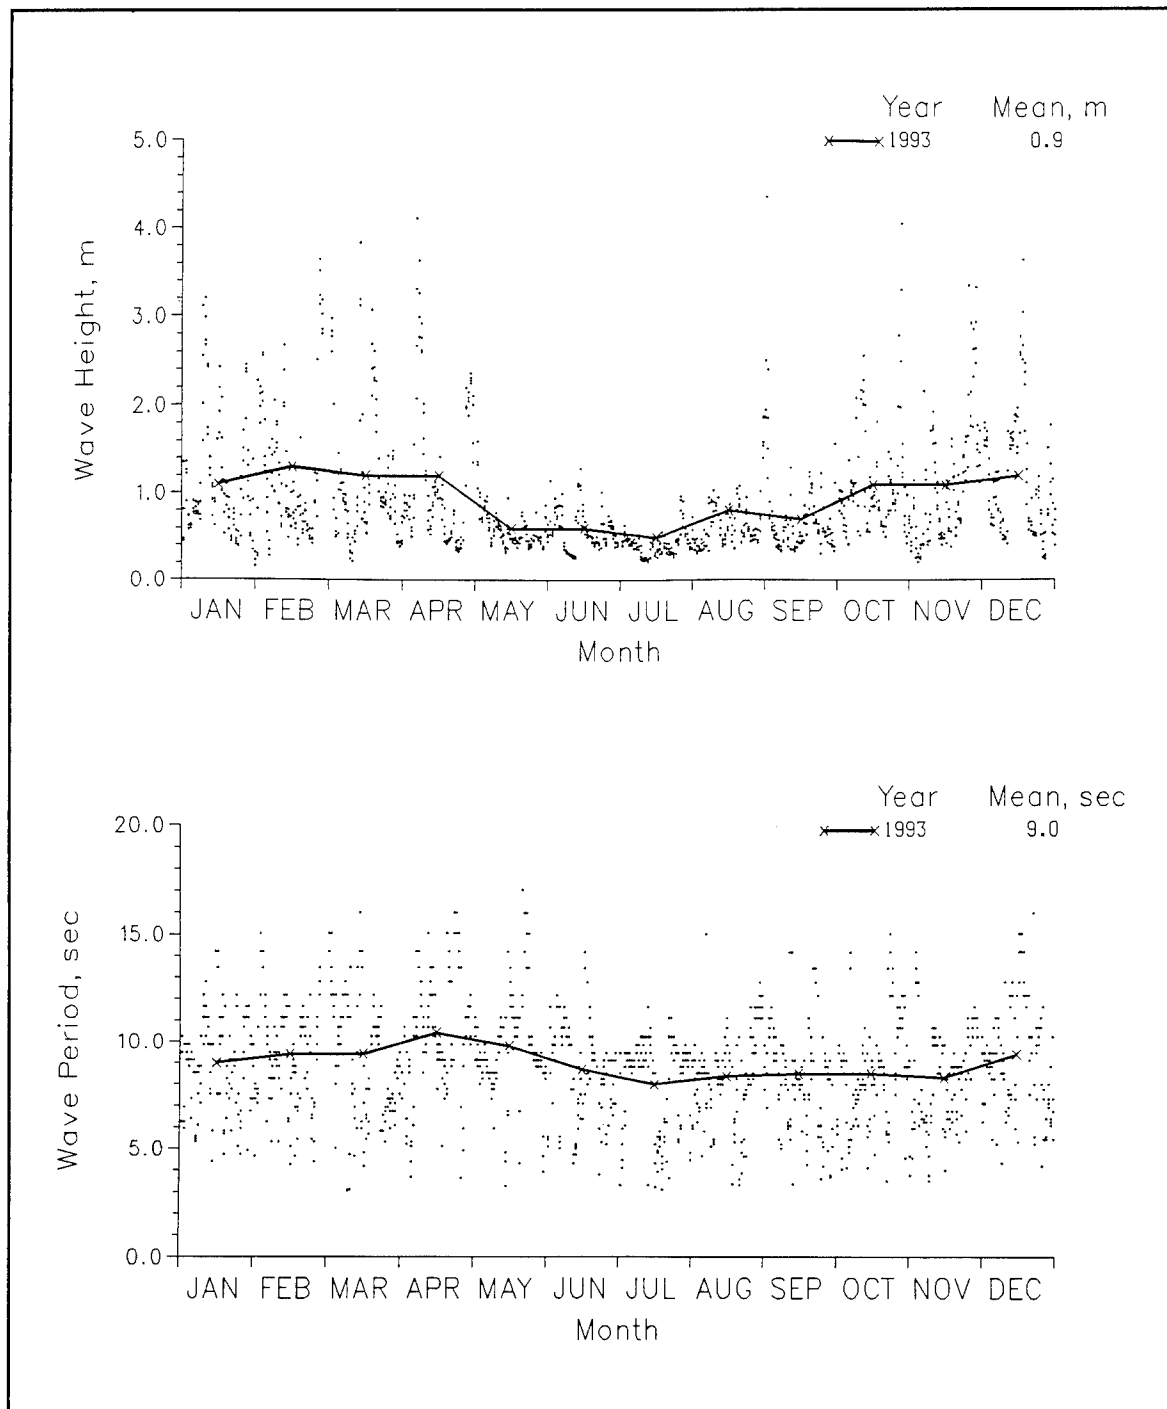 Year Mean, m
1993 0.9
5.0
4.0
3.0
2.0
1.0
0.0
Wave Height, m
JAN FEB MAR APR MAY JUN JUL AUG SEP OCT NOV DEC
Month
Year Mean, sec
1993 9.0
20.0
15.0
10.0
5.0
0.0
Wave Period, sec
JAN FEB MAR APR MAY JUN JUL AUG SEP OCT NOV DEC
Month